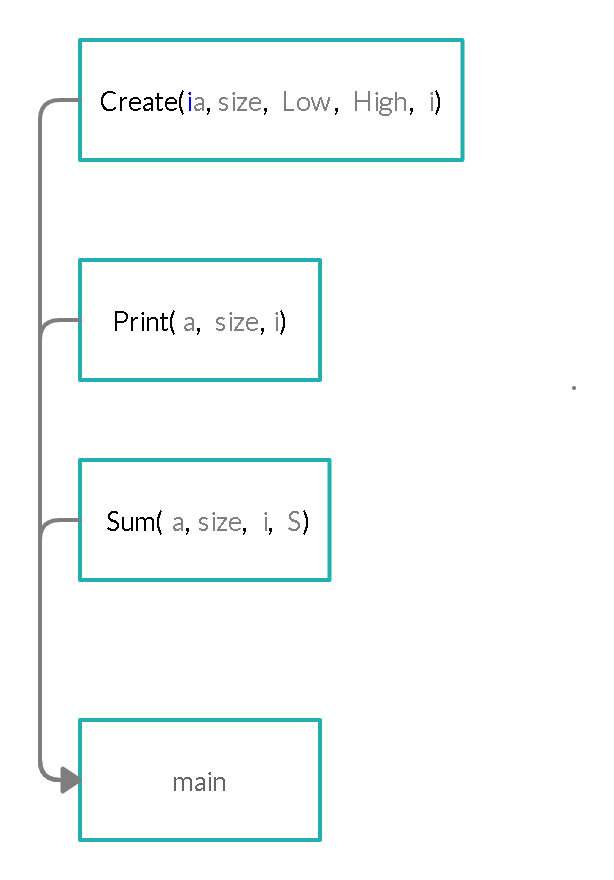 Create(ia, size, Low, High, i)
Print( a, size, i)
Sum( a, size, i, S)
main